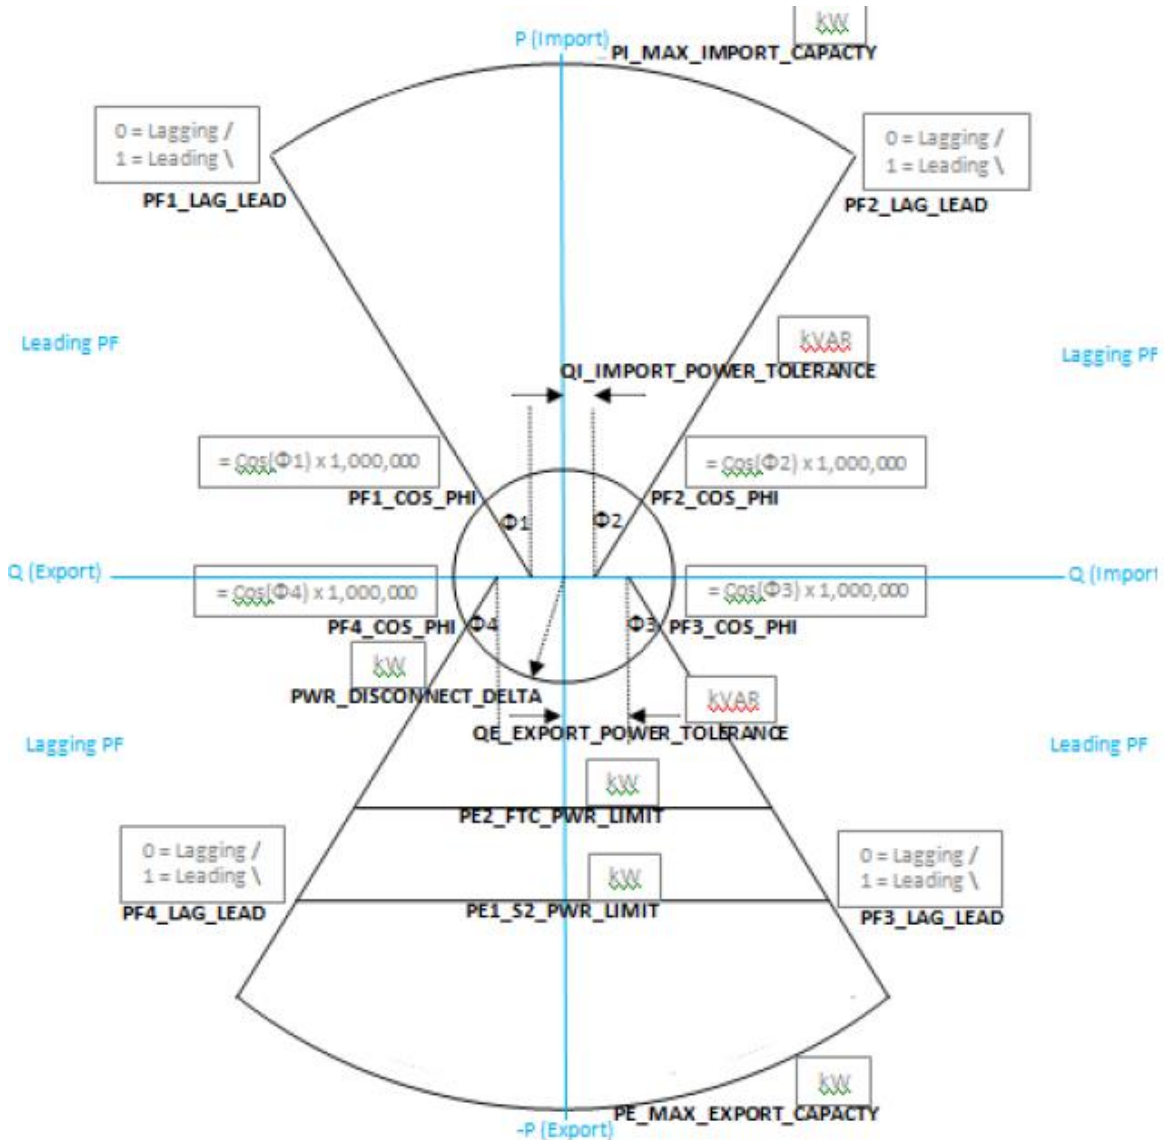 kW
P (Import)
PI_MAX_IMPORT_CAPACTY
0 = Lagging /
1 = Leading \
PF1_LAG_LEAD
0 = Lagging /
1 = Leading \
PF2_LAG_LEAD
Leading PF
kVAR
Lagging PF
QI_IMPORT_POWER_TOLERANCE
= Cos(Φ1) x 1,000,000
= Cos(Φ2) x 1,000,000
PF1_COS_PHI
PF2_COS_PHI
Φ1
Φ2
Q (Export)
Q (Import
= Cos(Φ4) x 1,000,000
= Cos(Φ3) x 1,000,000
PF4_COS_PHI
Φ4
Φ3
PF3_COS_PHI
kW
PWR_DISCONNECT_DELTA
kVAR
QE_EXPORT_POWER_TOLERANCE
Lagging PF
Leading PF
kW
PE2_FTC_PWR_LIMIT
0 = Lagging /
1 = Leading \
PF4_LAG_LEAD
kW
PE1_S2_PWR_LIMIT
0 = Lagging /
1 = Leading \
PF3_LAG_LEAD
kW
PE_MAX_EXPORT_CAPACTY
-P (Export)